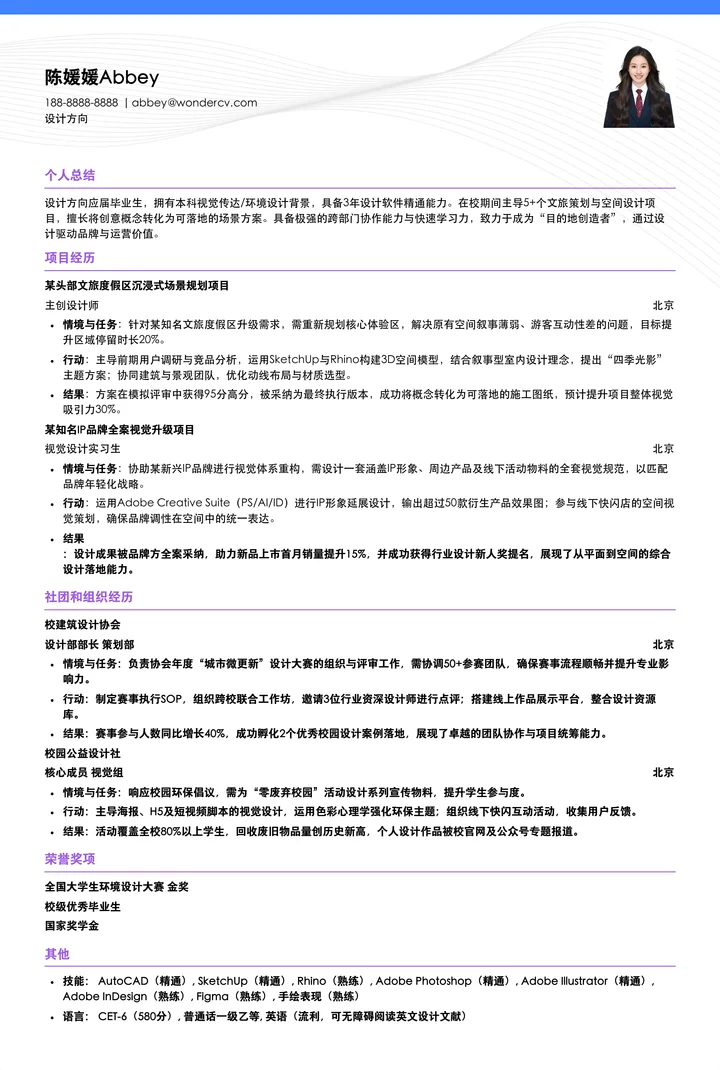 陈媛媛Abbey
188-8888-8888 | abbey@wondercv.com
设计方向
个人总结
设计方向应届毕业生，拥有本科视觉传达/环境设计背景，具备3年设计软件精通能力。在校期间主导5+个文旅策划与空间设计项
目，擅长将创意概念转化为可落地的场景方案。具备极强的跨部门协作能力与快速学习力，致力于成为“目的地创造者”，通过设
计驱动品牌与运营价值。
项目经历
某头部文旅度假区沉浸式场景规划项目
主创设计师 北京
• 情境与任务：针对某知名文旅度假区升级需求，需重新规划核心体验区，解决原有空间叙事薄弱、游客互动性差的问题，目标提
升区域停留时长20%。
• 行动：主导前期用户调研与竞品分析，运用SketchUp与Rhino构建3D空间模型，结合叙事型室内设计理念，提出“四季光影”
主题方案；协同建筑与景观团队，优化动线布局与材质选型。
• 结果：方案在模拟评审中获得95分高分，被采纳为最终执行版本，成功将概念转化为可落地的施工图纸，预计提升项目整体视觉
吸引力30%。
某知名IP品牌全案视觉升级项目
视觉设计实习生 北京
• 情境与任务：协助某新兴IP品牌进行视觉体系重构，需设计一套涵盖IP形象、周边产品及线下活动物料的全套视觉规范，以匹配
品牌年轻化战略。
• 行动：运用Adobe Creative Suite（PS/AI/ID）进行IP形象延展设计，输出超过50款衍生产品效果图；参与线下快闪店的空间视
觉策划，确保品牌调性在空间中的统一表达。
• 结果
：设计成果被品牌方全案采纳，助力新品上市首月销量提升15%，并成功获得行业设计新人奖提名，展现了从平面到空间的综合
设计落地能力。
社团和组织经历
校建筑设计协会
设计部部长 策划部 北京
• 情境与任务：负责协会年度“城市微更新”设计大赛的组织与评审工作，需协调50+参赛团队，确保赛事流程顺畅并提升专业影
响力。
• 行动：制定赛事执行SOP，组织跨校联合工作坊，邀请3位行业资深设计师进行点评；搭建线上作品展示平台，整合设计资源
库。
• 结果：赛事参与人数同比增长40%，成功孵化2个优秀校园设计案例落地，展现了卓越的团队协作与项目统筹能力。
校园公益设计社
核心成员 视觉组 北京
• 情境与任务：响应校园环保倡议，需为“零废弃校园”活动设计系列宣传物料，提升学生参与度。
• 行动：主导海报、H5及短视频脚本的视觉设计，运用色彩心理学强化环保主题；组织线下快闪互动活动，收集用户反馈。
• 结果：活动覆盖全校80%以上学生，回收废旧物品量创历史新高，个人设计作品被校官网及公众号专题报道。
荣誉奖项
全国大学生环境设计大赛 金奖
校级优秀毕业生
国家奖学金
其他
• 技能： AutoCAD（精通）, SketchUp（精通）, Rhino（熟练）, Adobe Photoshop（精通）, Adobe Illustrator（精通）,
Adobe InDesign（熟练）, Figma（熟练）, 手绘表现（熟练）
• 语言： CET-6（580分）, 普通话一级乙等, 英语（流利，可无障碍阅读英文设计文献）